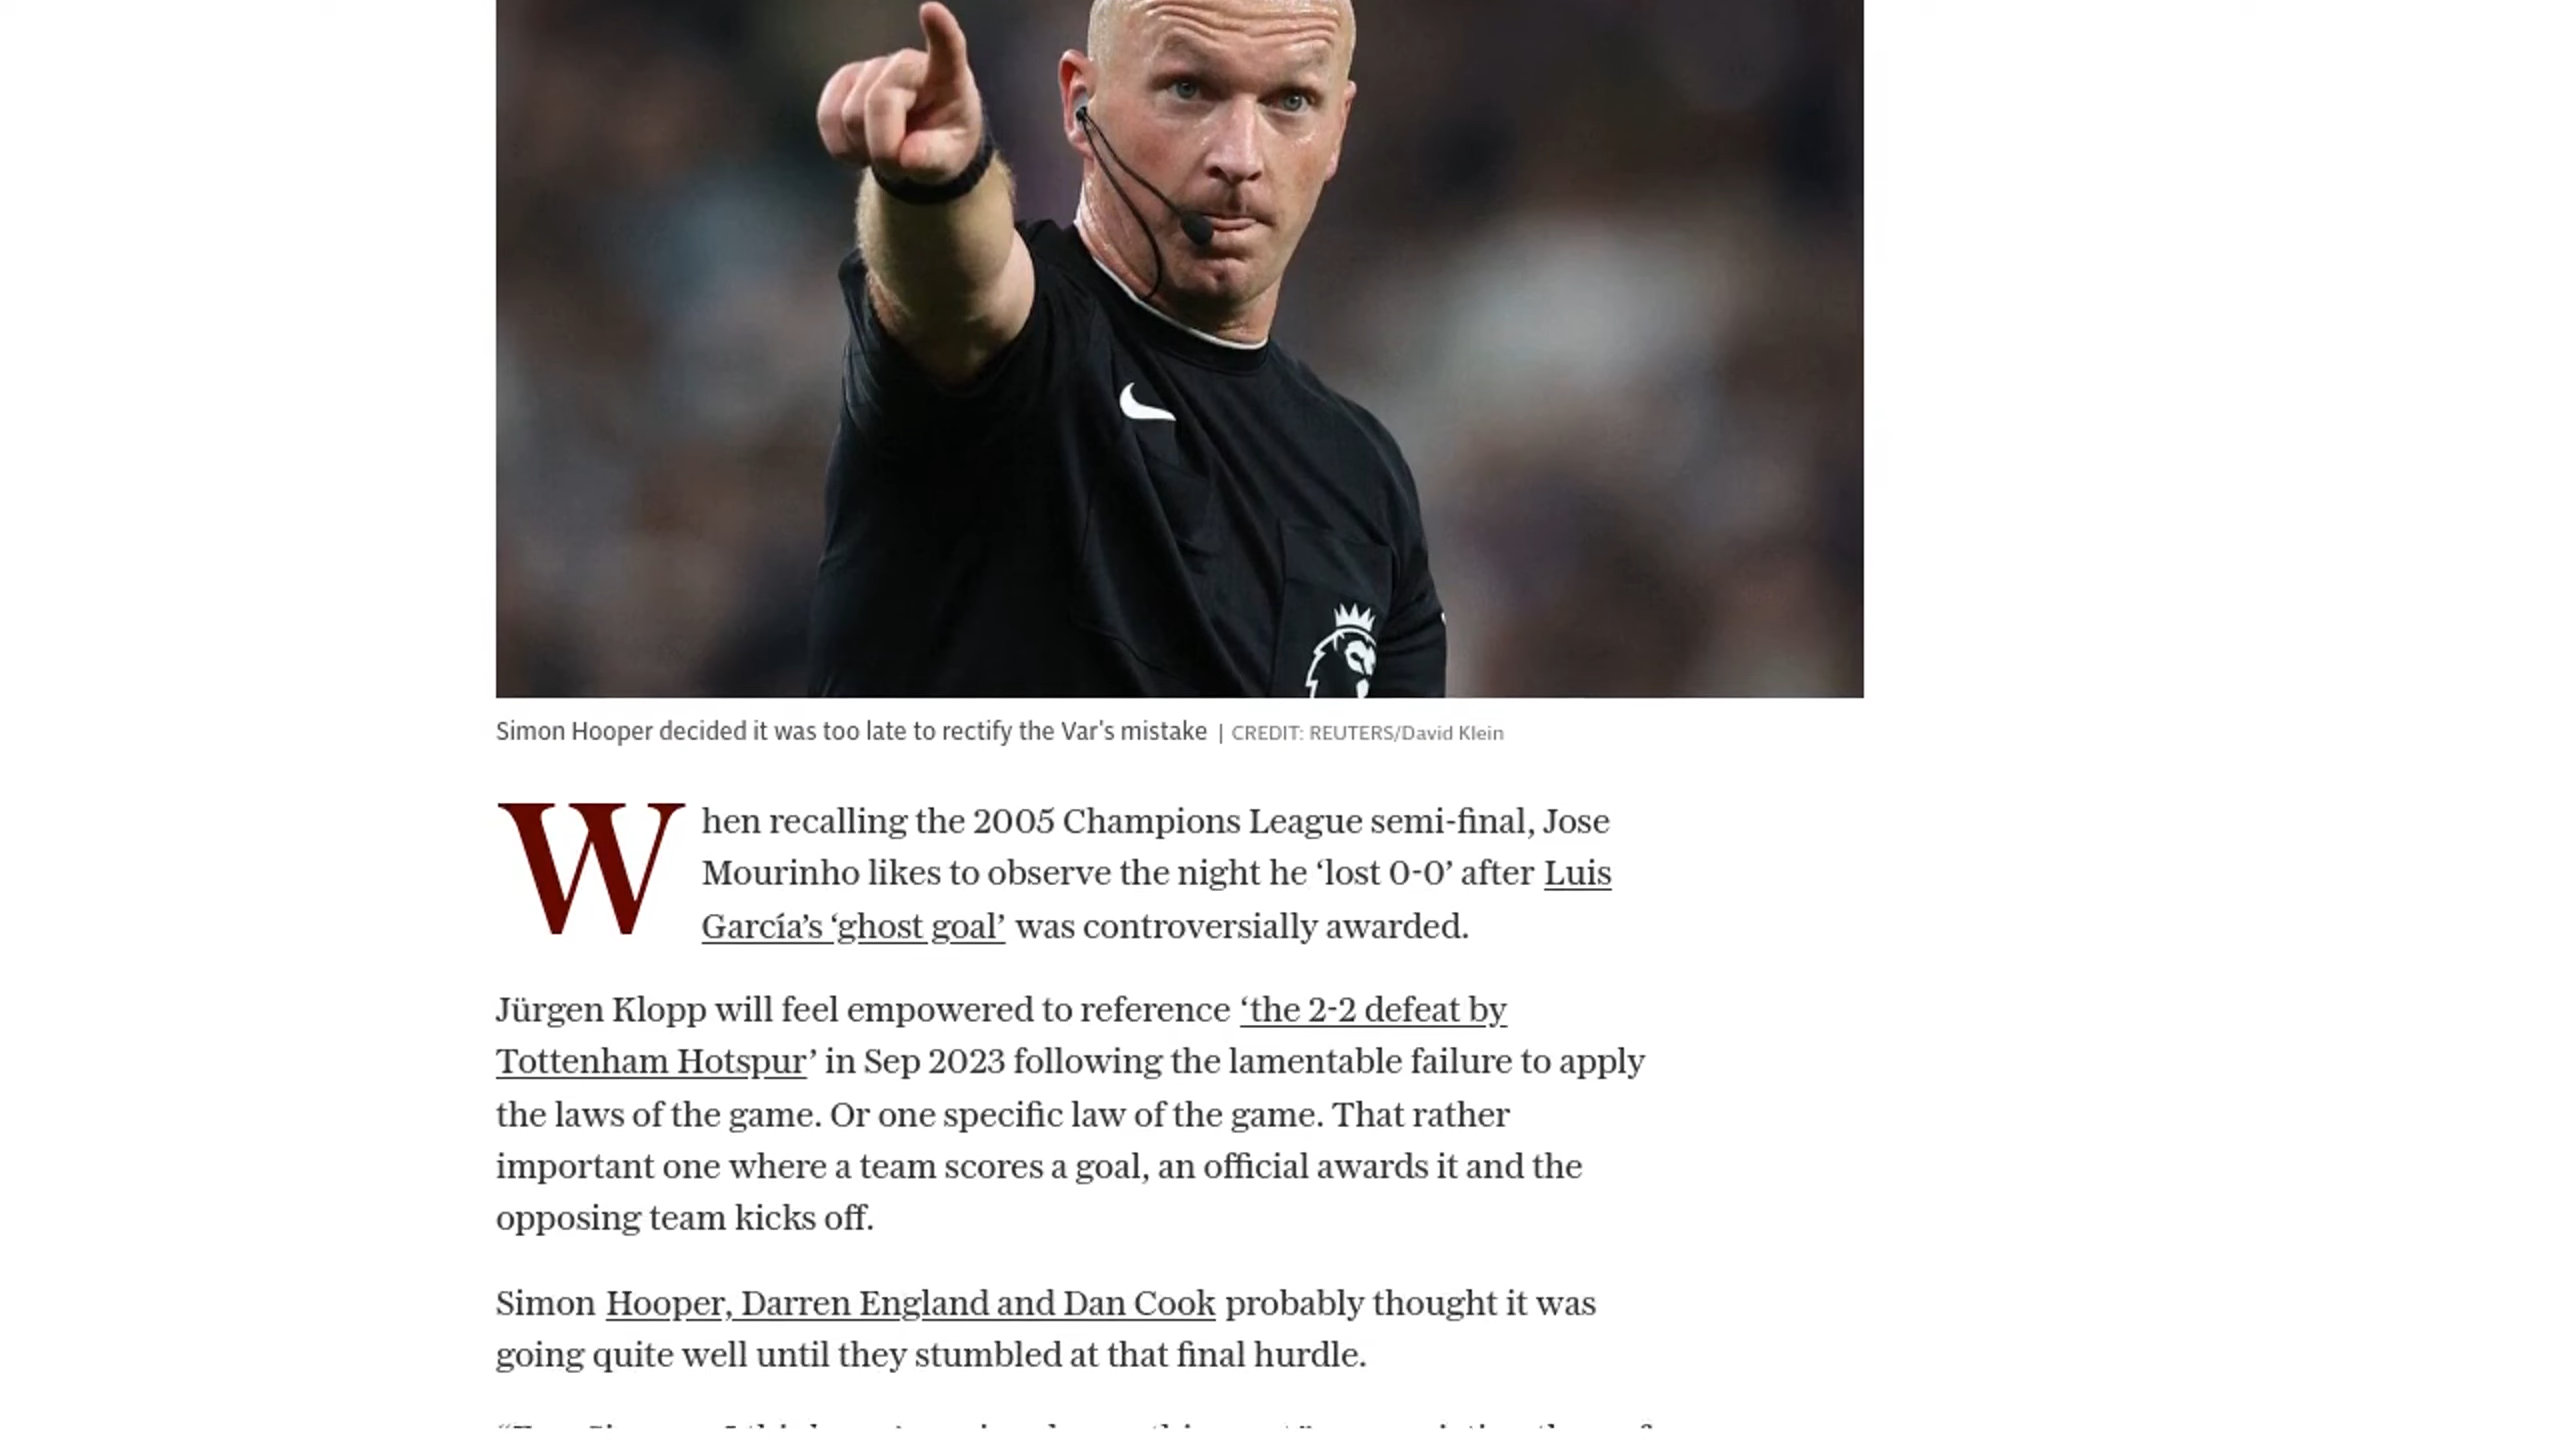 Simon Hooper decided it was too late to rectify the Var's mistake | CREDIT: REUTERS/David Klein
When recalling the 2005 Champions League semi-final, Jose
Mourinho likes to observe the night he ‘lost 0-0’ after Luis
García’s ‘ghost goal’ was controversially awarded.
Jürgen Klopp will feel empowered to reference ‘the 2-2 defeat by
Tottenham Hotspur’ in Sep 2023 following the lamentable failure to apply
the laws of the game. Or one specific law of the game. That rather
important one where a team scores a goal, an official awards it and the
opposing team kicks off.
Simon Hooper, Darren England and Dan Cook probably thought it was
going quite well until they stumbled at that final hurdle.